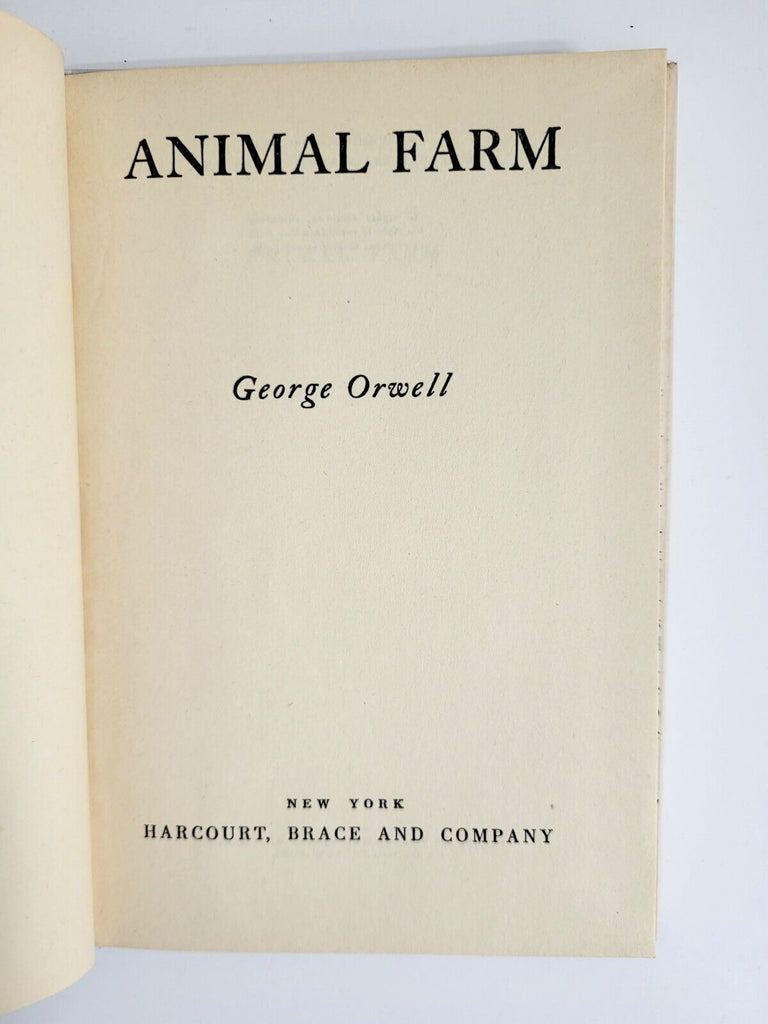 ANIMAL FARM
George Orwell
NEW YORK
HARCOURT, BRACE AND COMPANY